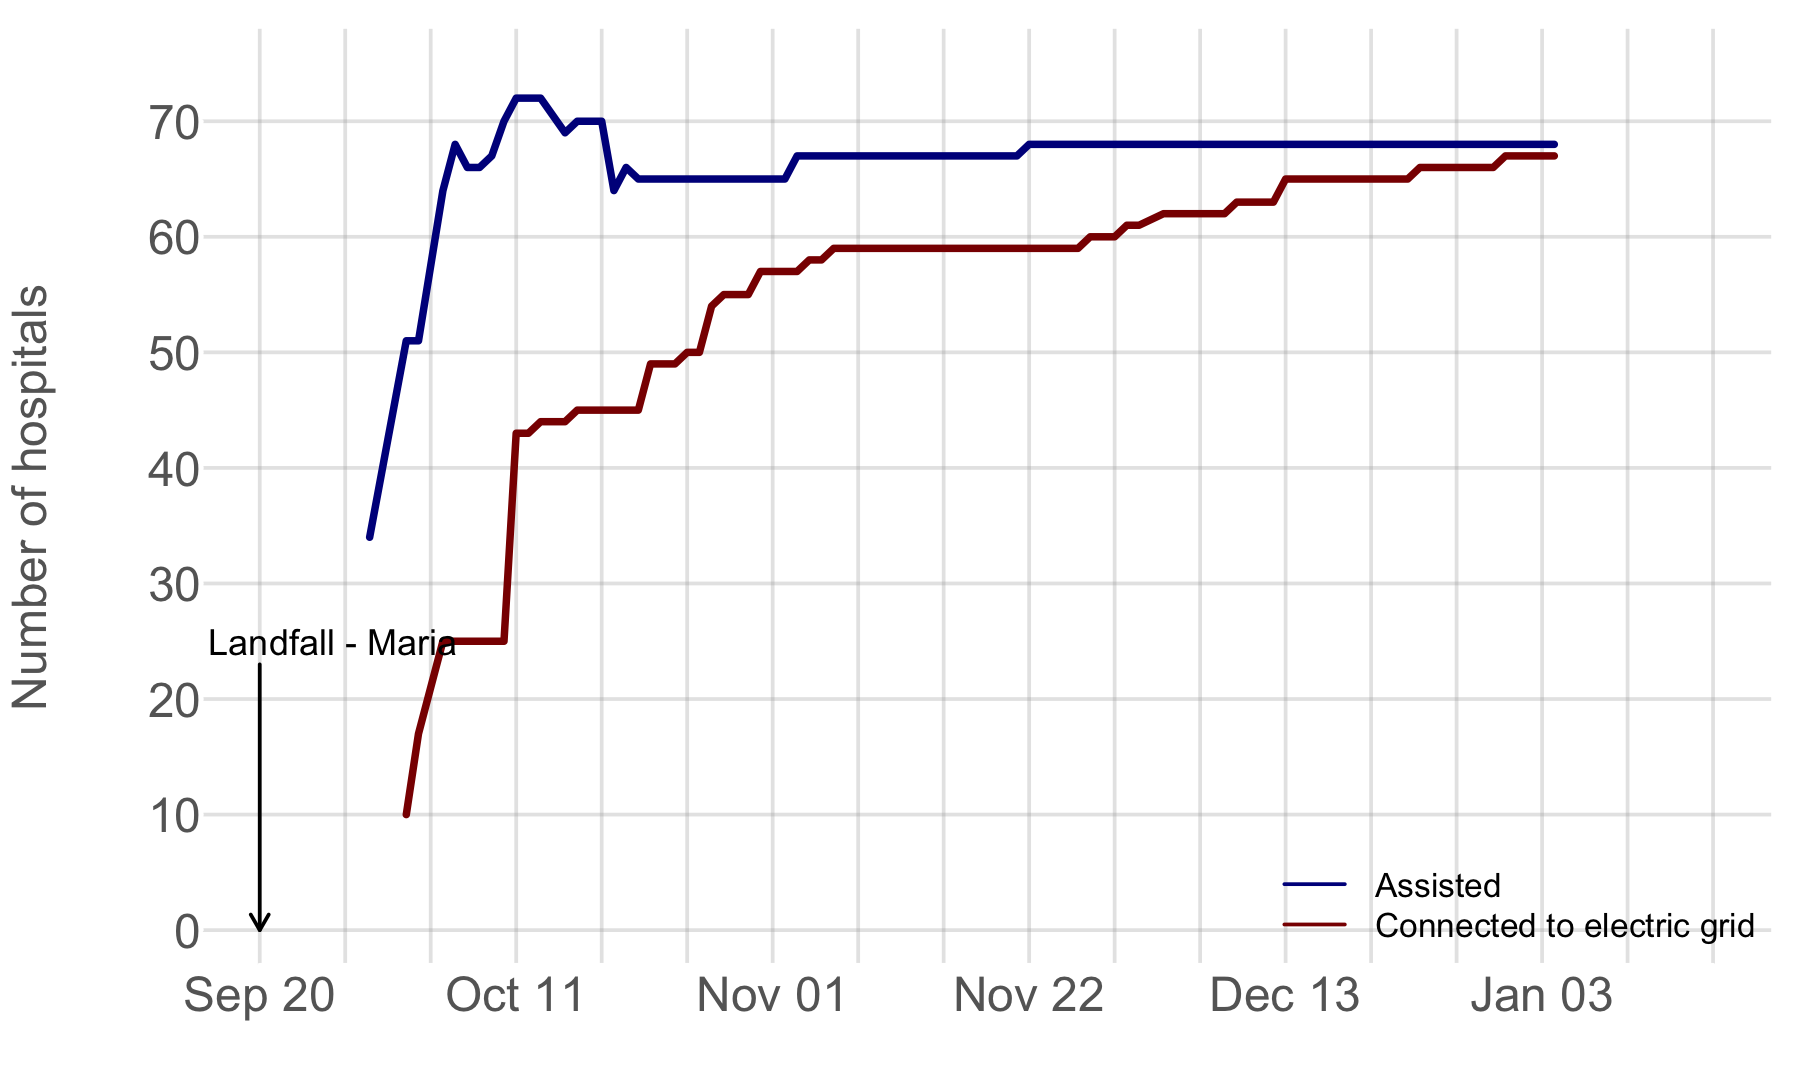 Number of hospitals
70
60
50
40
30
20
10
0
Landfall - Maria
Assisted
Connected to electric grid
Sep 20
Oct 11
Nov 01
Nov 22
Dec 13
Jan 03